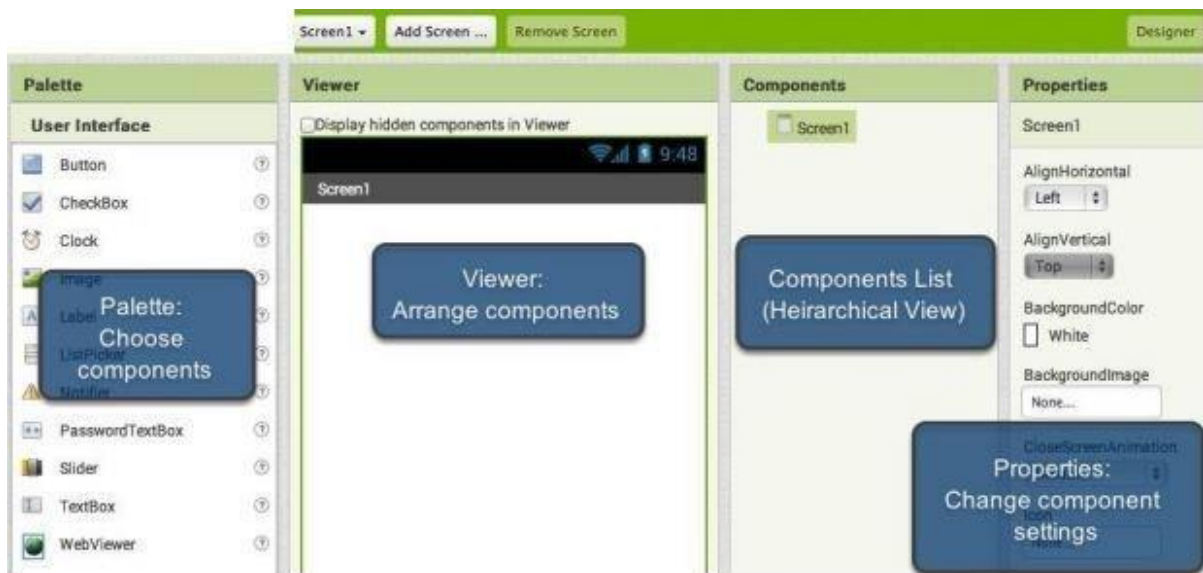 Screen1
Add Screen ...
Remove Screen
Designer
Palette
User Interface
Button
CheckBox
Clock
Image
Label
ListPicker
Notifier
PasswordTextBox
Slider
TextBox
WebViewer
Palette:
Choose
components
Viewer
Display hidden components in Viewer
9:48
Screen1
Viewer:
Arrange components
Components
Screen1
Components List
(Heirarchical View)
Properties
Screen1
AlignHorizontal
Left
AlignVertical
Top
BackgroundColor
White
BackgroundImage
None...
CloseScreenAnimation
Icon
None...
Properties:
Change component
settings